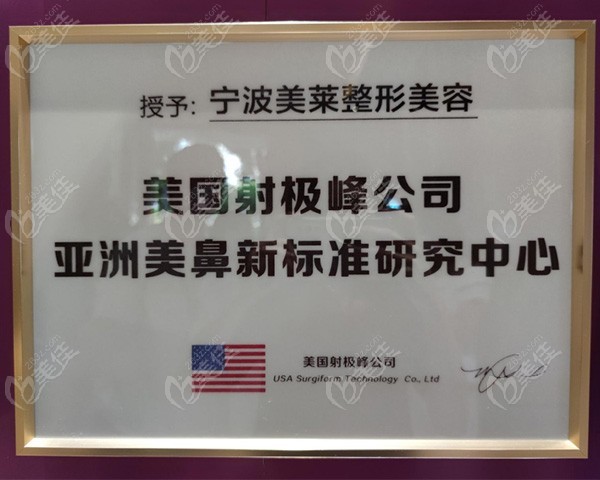 授予: 宁波美莱整形美容
美国射极峰公司
亚洲美鼻新标准研究中心
美国射极峰公司
USA Surgiform Technology Co., Ltd